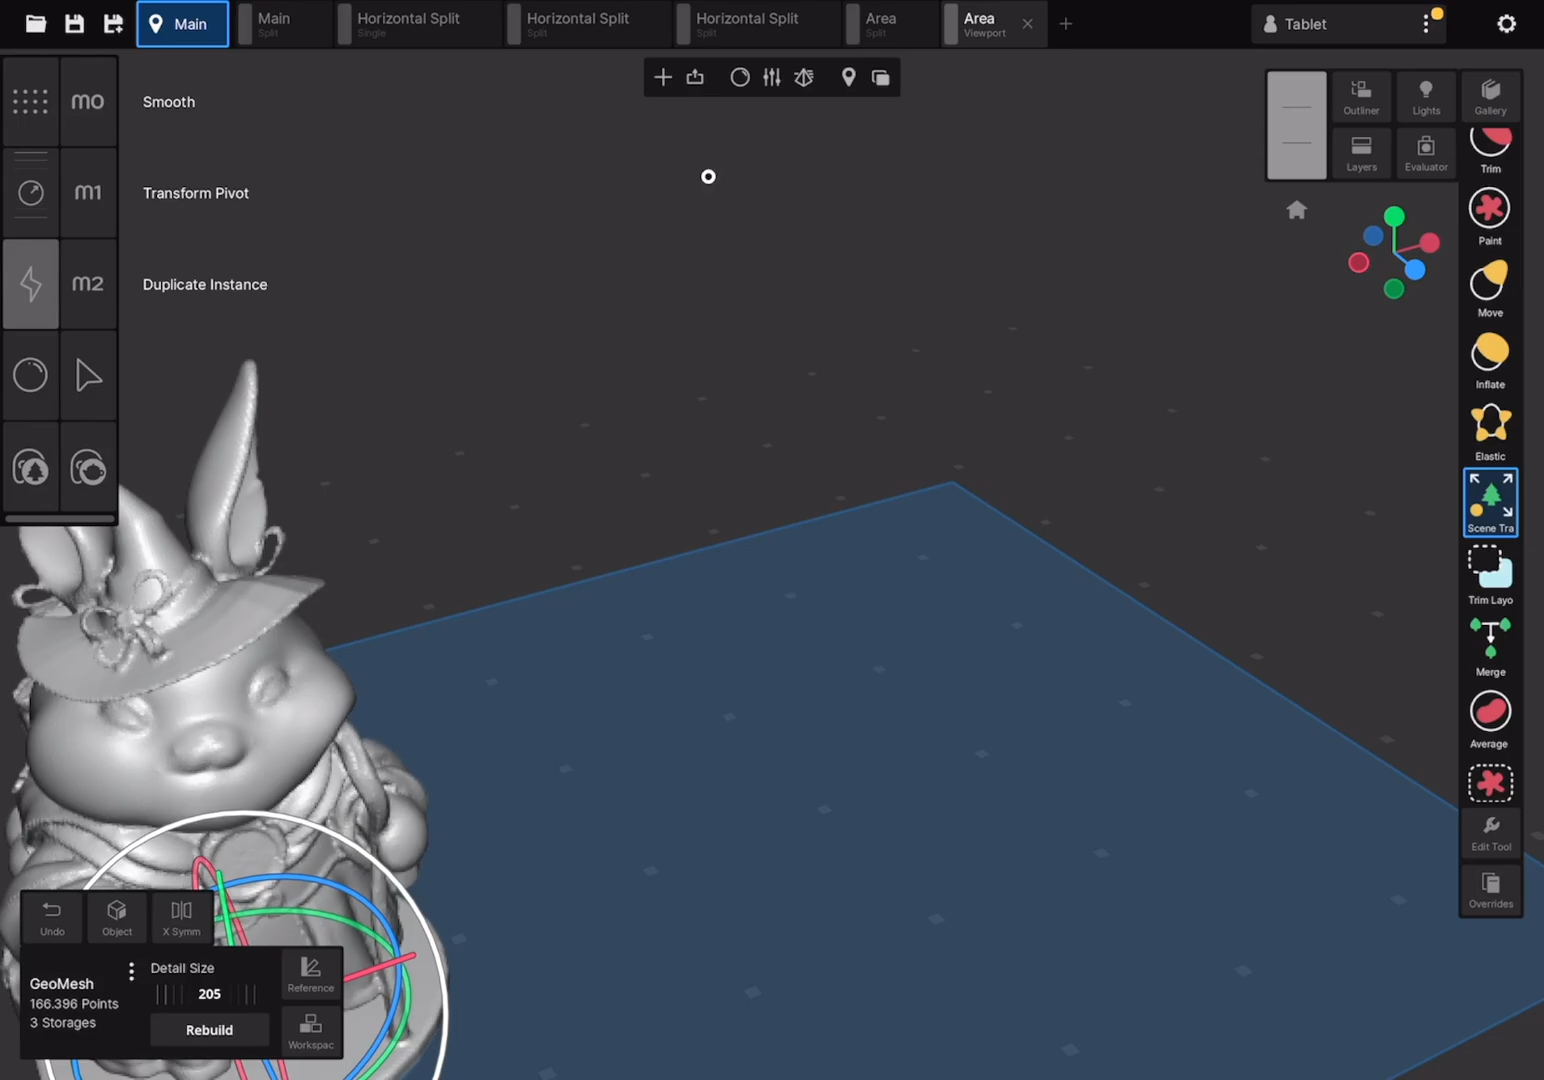 Main
Main
Split
Horizontal Split
Single
Horizontal Split
Split
Horizontal Split
Split
Area
Split
Area
Viewport
Tablet
m0
Smooth
m1
Transform Pivot
m2
Duplicate Instance
Outliner
Lights
Gallery
Layers
Evaluator
Trim
Paint
Move
Inflate
Elastic
Scene Tra
Trim Layo
Merge
Average
Edit Tool
Overrides
Undo
Object
X Symm
GeoMesh
166.396 Points
3 Storages
Detail Size
205
Rebuild
Reference
Workspac